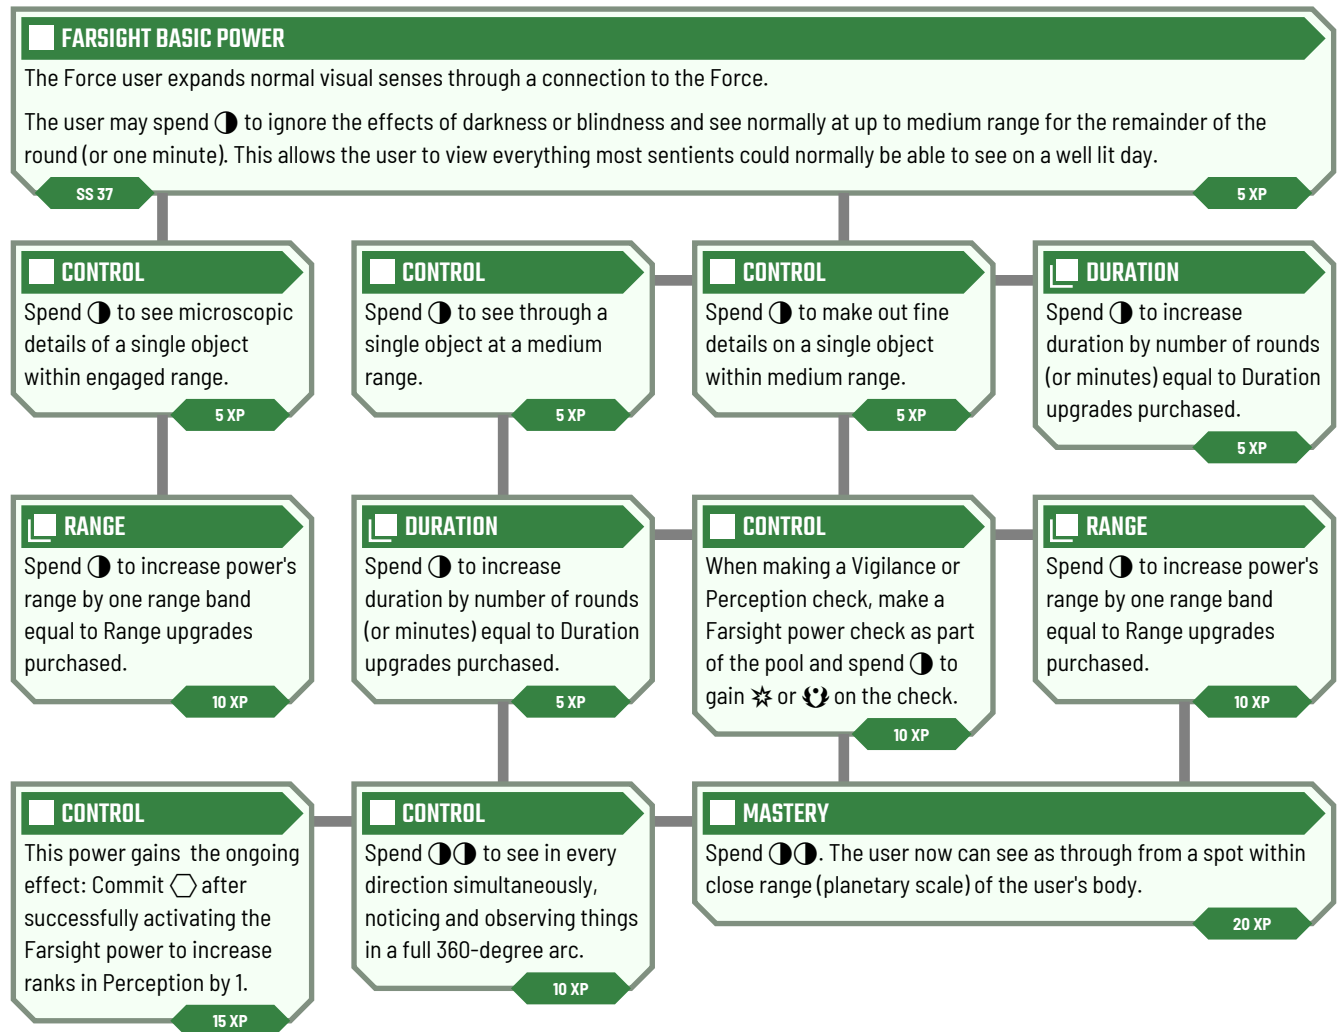 FARSIGHT BASIC POWER
The Force user expands normal visual senses through a connection to the Force.
The user may spend ◑ to ignore the effects of darkness or blindness and see normally at up to medium range for the remainder of the
round (or one minute). This allows the user to view everything most sentients could normally be able to see on a well lit day.
SS 37
5 XP
CONTROL
Spend ◑ to see microscopic
details of a single object
within engaged range.
5 XP
CONTROL
Spend ◑ to see through a
single object at a medium
range.
5 XP
CONTROL
Spend ◑ to make out fine
details on a single object
within medium range.
5 XP
DURATION
Spend ◑ to increase
duration by number of rounds
(or minutes) equal to Duration
upgrades purchased.
5 XP
RANGE
Spend ◑ to increase power's
range by one range band
equal to Range upgrades
purchased.
10 XP
DURATION
Spend ◑ to increase
duration by number of rounds
(or minutes) equal to Duration
upgrades purchased.
5 XP
CONTROL
When making a Vigilance or
Perception check, make a
Farsight power check as part
of the pool and spend ◑ to
gain or on the check.
10 XP
RANGE
Spend ◑ to increase power's
range by one range band
equal to Range upgrades
purchased.
10 XP
CONTROL
This power gains the ongoing
effect: Commit ⬡ after
successfully activating the
Farsight power to increase
ranks in Perception by 1.
15 XP
CONTROL
Spend ◑◑ to see in every
direction simultaneously,
noticing and observing things
in a full 360-degree arc.
10 XP
MASTERY
Spend ◑◑. The user now can see as through from a spot within
close range (planetary scale) of the user's body.
20 XP